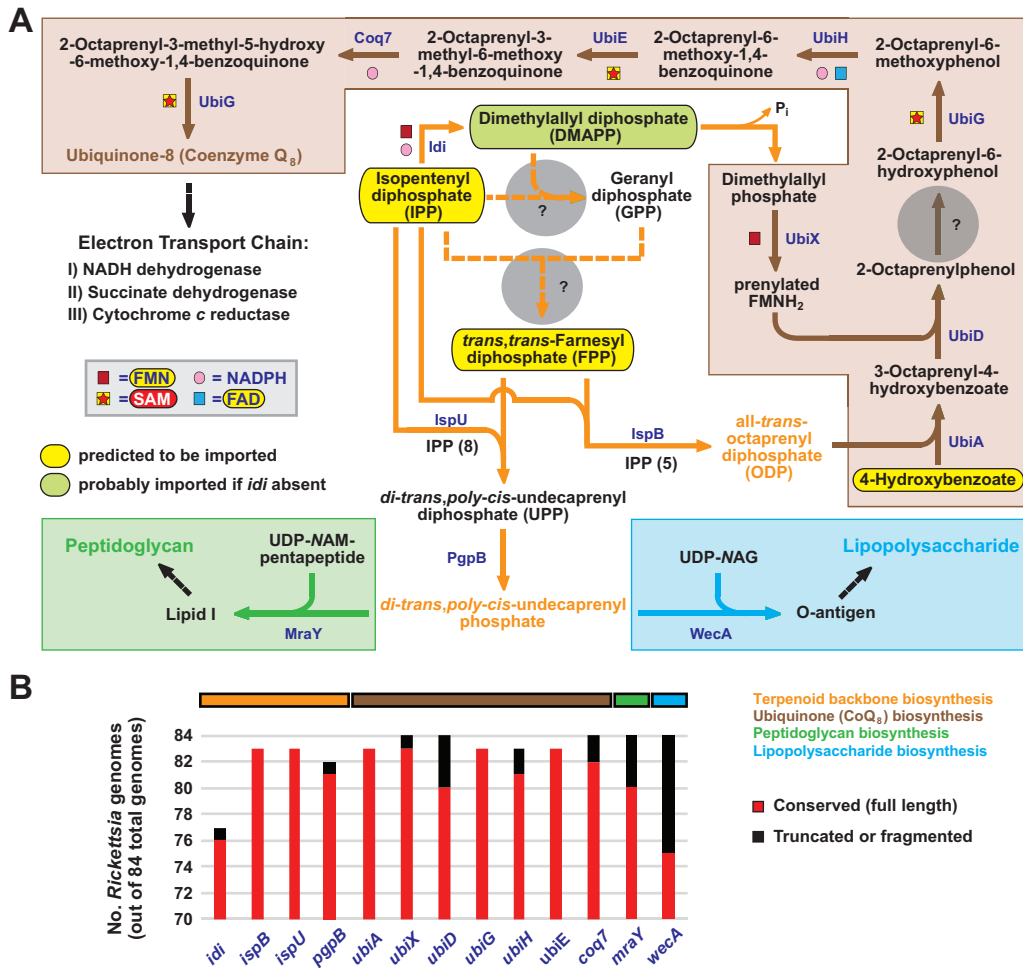 A
2-Octaprenyl-3-methyl-5-hydroxy
-6-methoxy-1,4-benzoquinone
Coq7
2-Octaprenyl-3-
methyl-6-methoxy
-1,4-benzoquinone
UbiE
2-Octaprenyl-6-
methoxy-1,4-
benzoquinone
UbiH
2-Octaprenyl-6-
methoxyphenol
UbiG
Ubiquinone-8 (Coenzyme Q8)
Idi
Dimethylallyl diphosphate
(DMAPP)
Pi
UbiG
Isopentenyl
diphosphate
(IPP)
?
Geranyl
diphosphate
(GPP)
Dimethylallyl
phosphate
2-Octaprenyl-6-
hydroxyphenol
?
Electron Transport Chain:
I) NADH dehydrogenase
II) Succinate dehydrogenase
III) Cytochrome c reductase
UbiX
2-Octaprenylphenol
?
prenylated
FMNH2
trans,trans-Farnesyl
diphosphate (FPP)
UbiD
3-Octaprenyl-4-
hydroxybenzoate
= FMN
= NADPH
= SAM
= FAD
IspU
IPP (8)
IspB
IPP (5)
all-trans-
octaprenyl
diphosphate
(ODP)
UbiA
4-Hydroxybenzoate
predicted to be imported
probably imported if idi absent
di-trans,poly-cis-undecaprenyl
diphosphate (UPP)
Peptidoglycan
UDP-NAM-
pentapeptide
PgpB
UDP-NAG
Lipopolysaccharide
Lipid I
MraY
di-trans,poly-cis-undecaprenyl
phosphate
WecA
O-antigen
B
Terpenoid backbone biosynthesis
Ubiquinone (CoQ8) biosynthesis
Peptidoglycan biosynthesis
Lipopolysaccharide biosynthesis
Conserved (full length)
Truncated or fragmented
No. Rickettsia genomes
(out of 84 total genomes)
84
82
80
78
76
74
72
70
idi
ispB
ispU
pgpB
ubiA
ubiX
ubiD
ubiG
ubiH
ubiE
coq7
mraY
wecA